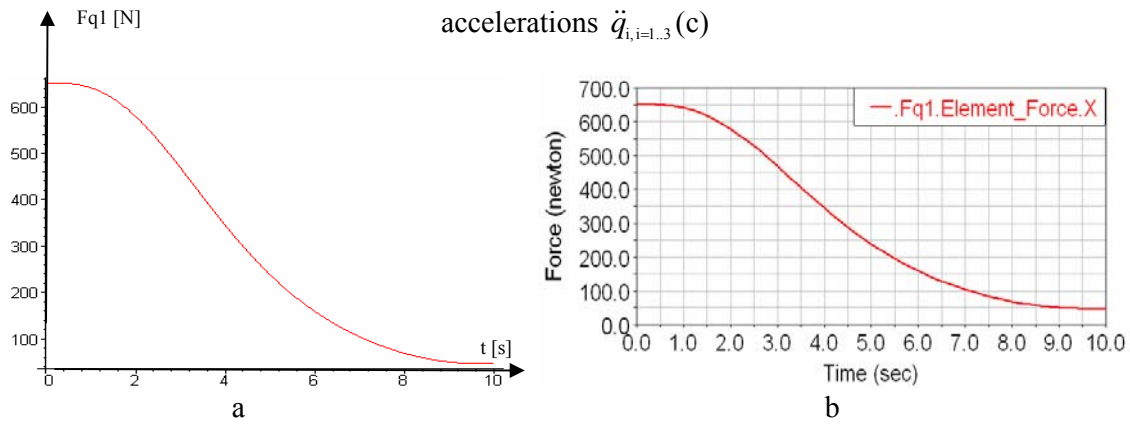 accelerations q̈i, i=1..3 (c)
Fq1 [N]
600
500
400
300
200
100
0
2
4
6
8
10
t [s]
a
700.0
600.0
500.0
400.0
300.0
200.0
100.0
0.0
Force (newton)
.Fq1.Element_Force.X
0.0 1.0 2.0 3.0 4.0 5.0 6.0 7.0 8.0 9.0 10.0
Time (sec)
b